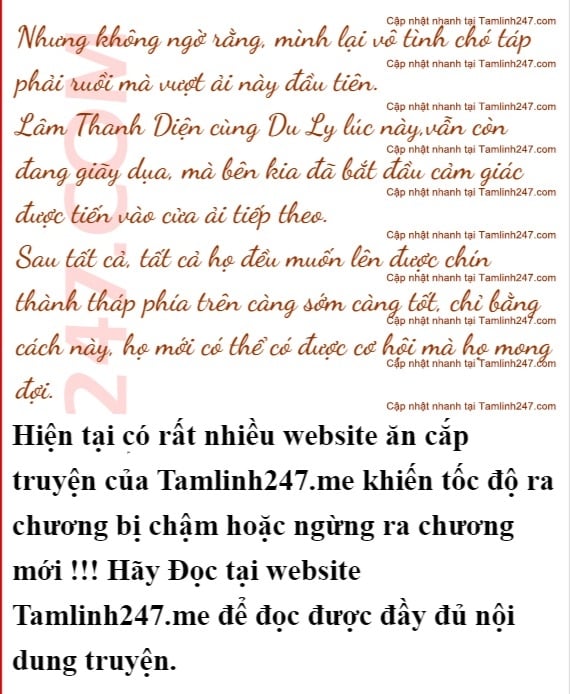 Cập nhật nhanh tại Tamlinh247.com
Nhưng không ngờ rằng, mình lại vô tình chó táp
Cập nhật nhanh tại Tamlinh247.com
phải ruồi mà vượt ải này đầu tiên.
Cập nhật nhanh tại Tamlinh247.com
Lâm Thanh Diện cùng Du Ly lúc này,vẫn còn
Cập nhật nhanh tại Tamlinh247.com
đang giãy dụa, mà bên kia đã bắt đầu cảm giác
Cập nhật nhanh tại Tamlinh247.com
được tiến vào cửa ải tiếp theo.
Cập nhật nhanh tại Tamlinh247.com
Sau tất cả, tất cả họ đều muốn lên được chín
Cập nhật nhanh tại Tamlinh247.com
thành tháp phía trên càng sớm càng tốt, chỉ bằng
Cập nhật nhanh tại Tamlinh247.com
cách này, họ mới có thể có được cơ hội mà họ mong
Cập nhật nhanh tại Tamlinh247.com
đợi.
Cập nhật nhanh tại Tamlinh247.com
247.COM
Hiện tại có rất nhiều website ăn cắp
truyện của Tamlinh247.me khiến tốc độ ra
chương bị chậm hoặc ngừng ra chương
mới !!! Hãy Đọc tại website
Tamlinh247.me để đọc được đầy đủ nội
dung truyện.